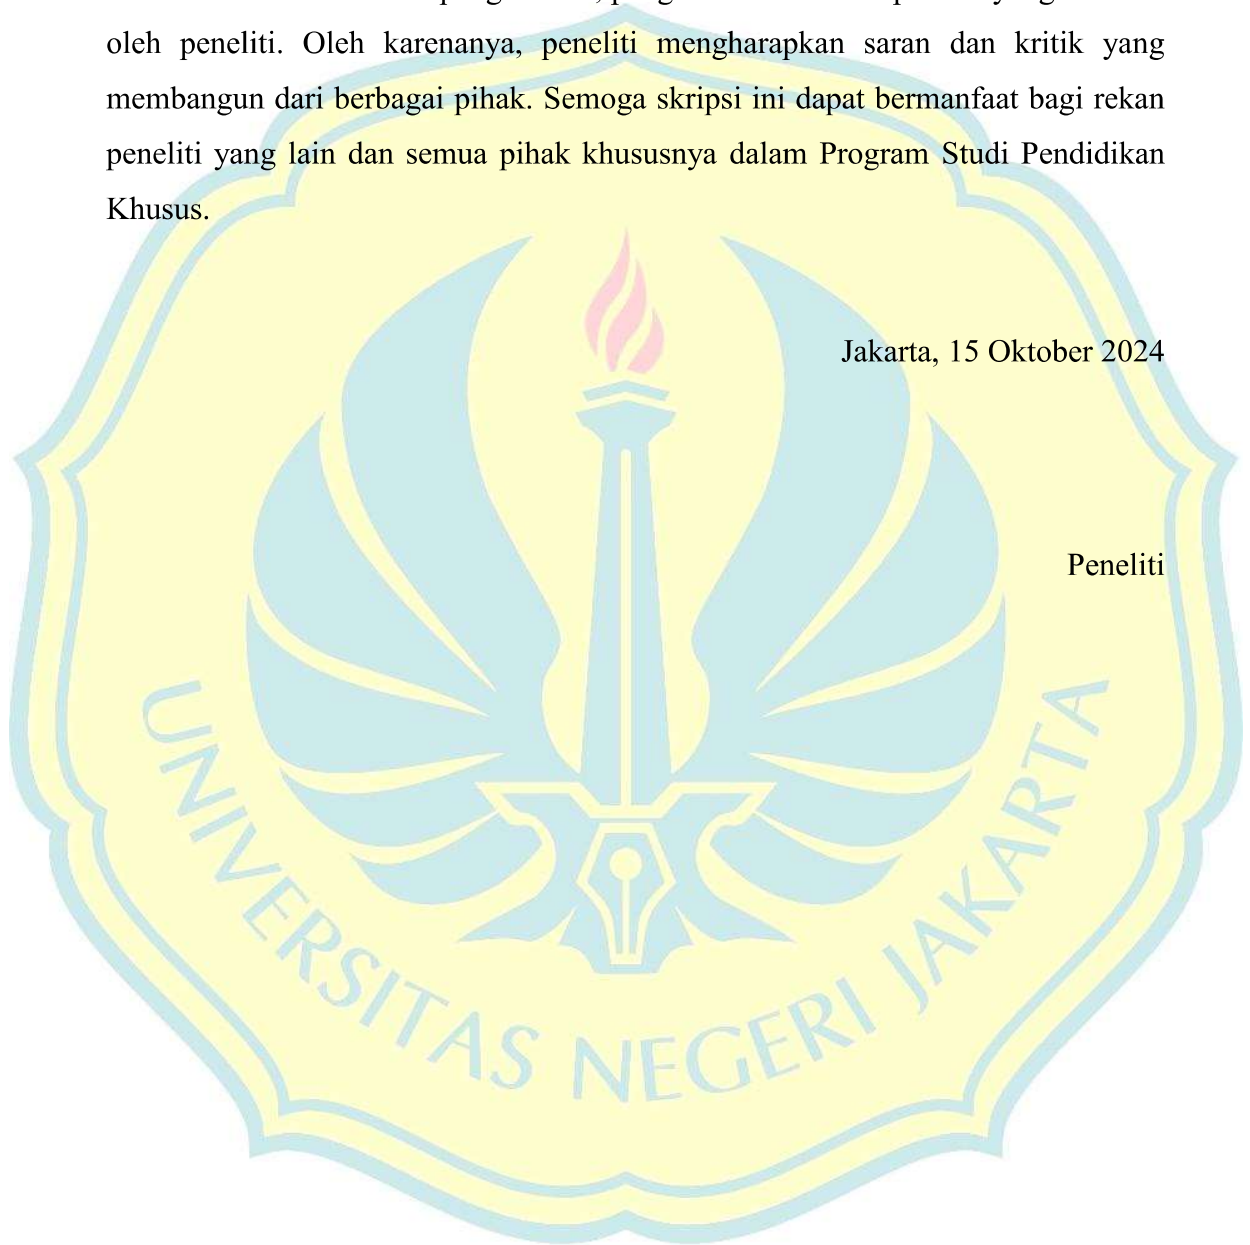 oleh peneliti. Oleh karenanya, peneliti mengharapkan saran dan kritik yang
membangun dari berbagai pihak. Semoga skripsi ini dapat bermanfaat bagi rekan
peneliti yang lain dan semua pihak khususnya dalam Program Studi Pendidikan
Khusus.
Jakarta, 15 Oktober 2024
Peneliti
UNIVERSITAS NEGERI JAKARTA